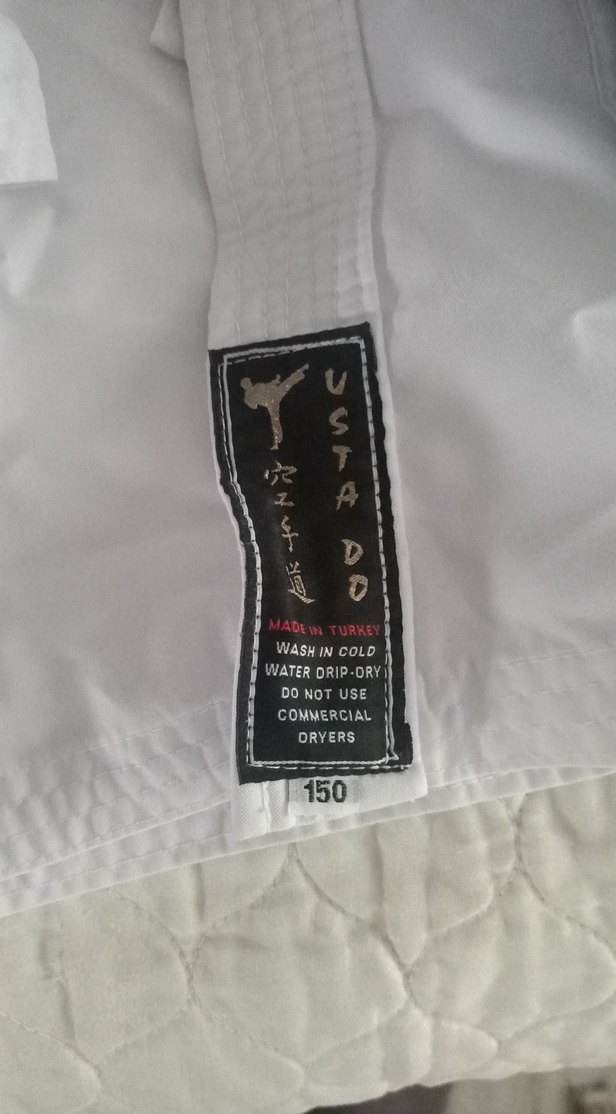 USTA DO
空手道
MADE IN TURKEY
WASH IN COLD
WATER DRIP-DRY
DO NOT USE
COMMERCIAL
DRYERS
150